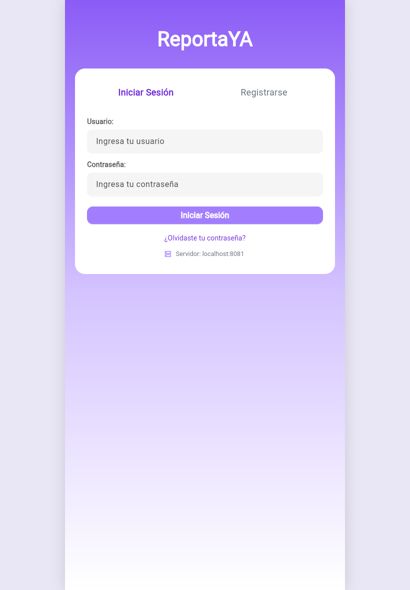 ReportaYA
Iniciar Sesión
Registrarse
Usuario:
Ingresa tu usuario
Contraseña:
Ingresa tu contraseña
Iniciar Sesión
¿Olvidaste tu contraseña?
Servidor: localhost:8081